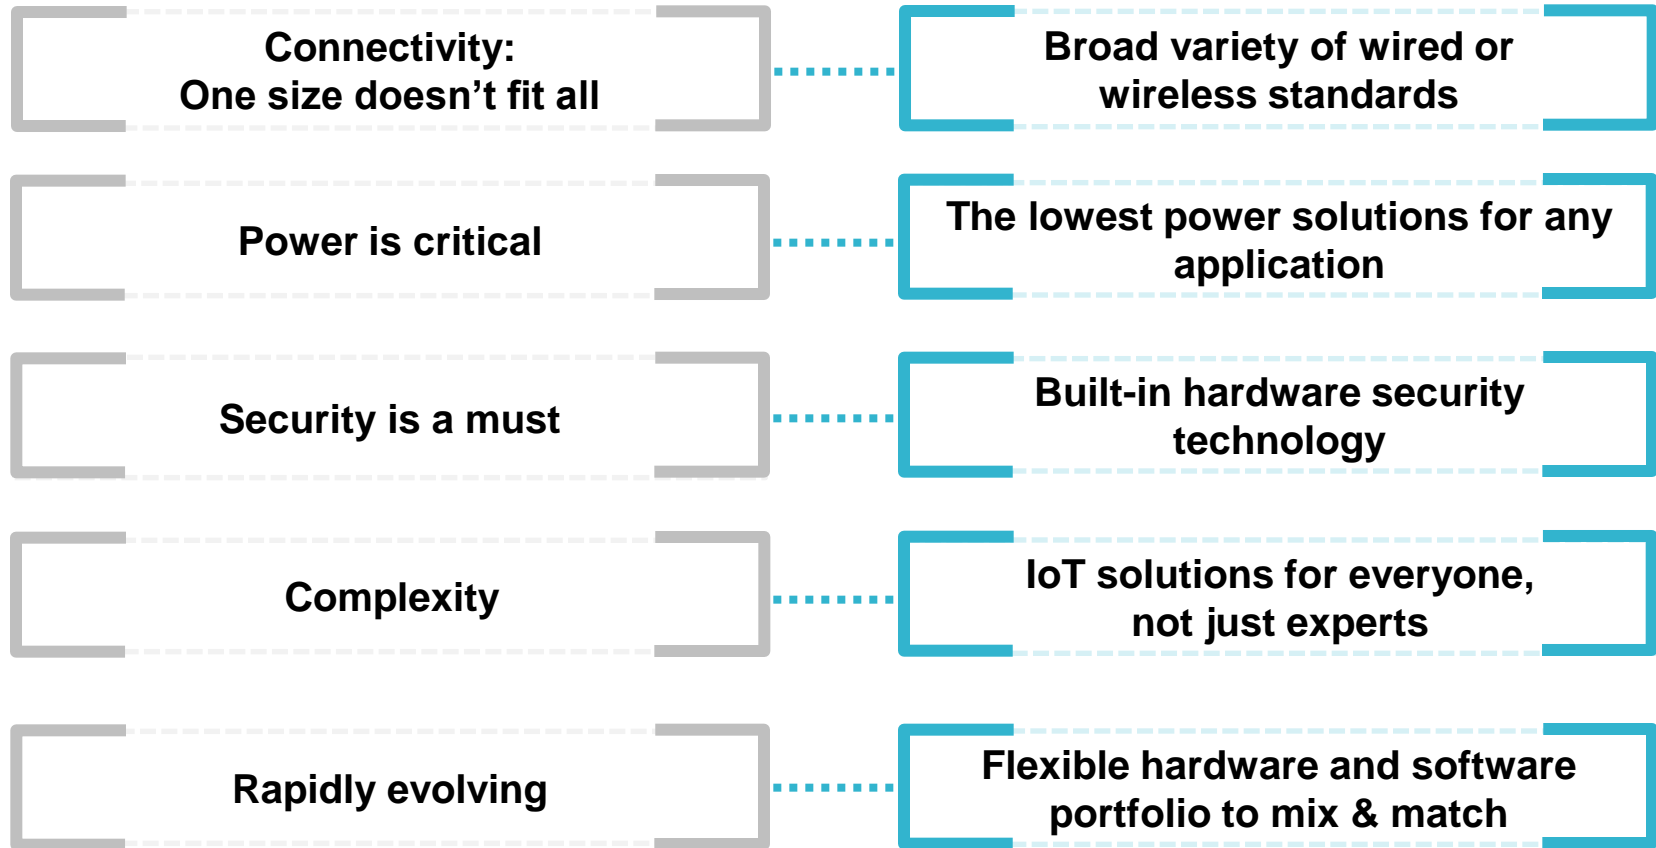 Connectivity:
One size doesn’t fit all
Broad variety of wired or
wireless standards
Power is critical
The lowest power solutions for any
application
Security is a must
Built-in hardware security
technology
Complexity
IoT solutions for everyone,
not just experts
Rapidly evolving
Flexible hardware and software
portfolio to mix & match